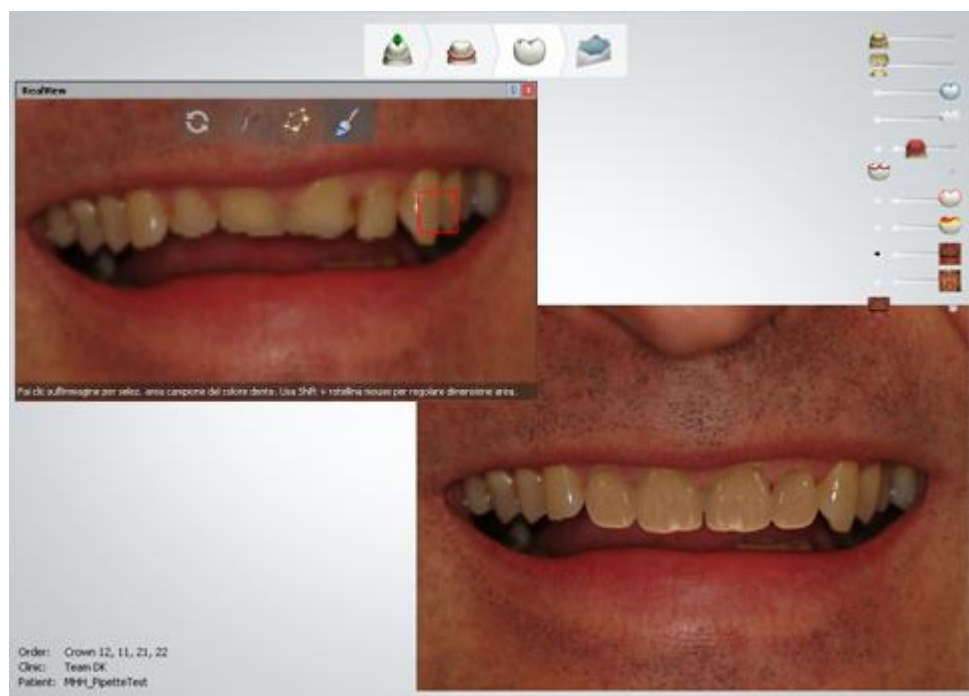 RealView
Fai clic sull'immagine per selez. area campione del colore dente. Usa Shift + rotellina mouse per regolare dimensione area.
Order: Crown 12, 11, 21, 22
Clinic: Team DK
Patient: MHH_PipetteTest